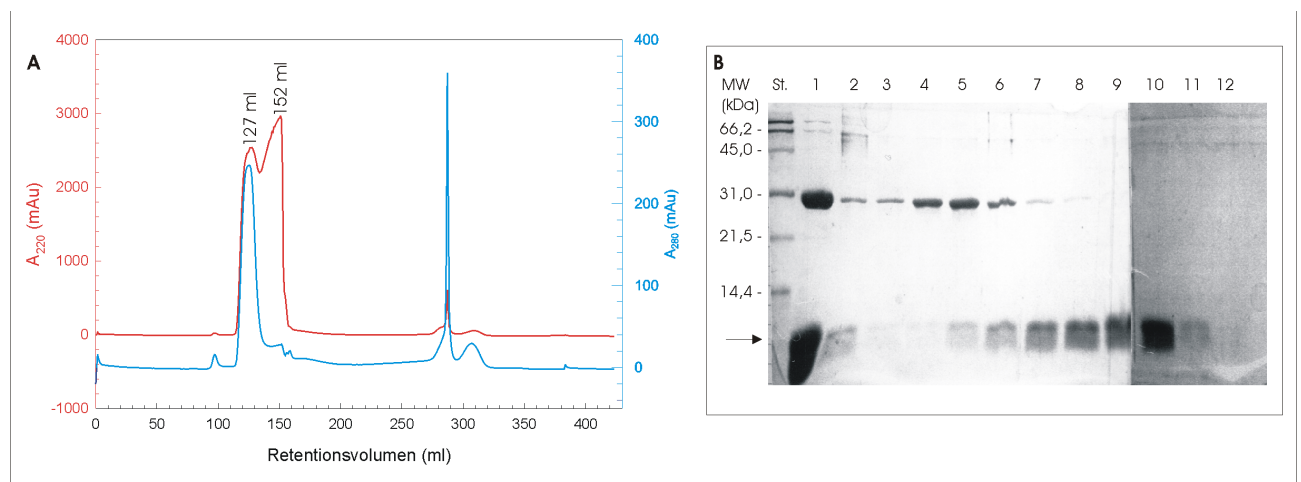 A
4000
3000
2000
1000
0
-1000
A220 (mAu)
127 ml
152 ml
400
300
200
100
0
A280 (mAu)
0 50 100 150 200 250 300 350 400
Retentionsvolumen (ml)
B
MW St. 1 2 3 4 5 6 7 8 9 10 11 12
(kDa)
66,2 -
45,0 -
31,0 -
21,5 -
14,4 -